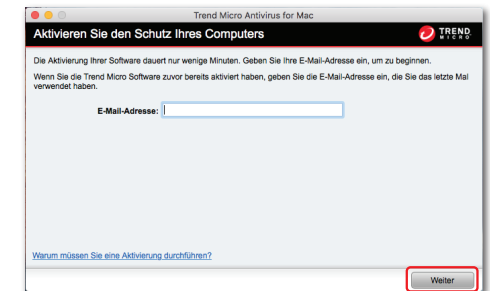 Trend Micro Antivirus for Mac
Aktivieren Sie den Schutz Ihres Computers
TREND
MICRO
Die Aktivierung Ihrer Software dauert nur wenige Minuten. Geben Sie Ihre E-Mail-Adresse ein, um zu beginnen.
Wenn Sie die Trend Micro Software zuvor bereits aktiviert haben, geben Sie die E-Mail-Adresse ein, die Sie das letzte Mal
verwendet haben.
E-Mail-Adresse:
Warum müssen Sie eine Aktivierung durchführen?
Weiter